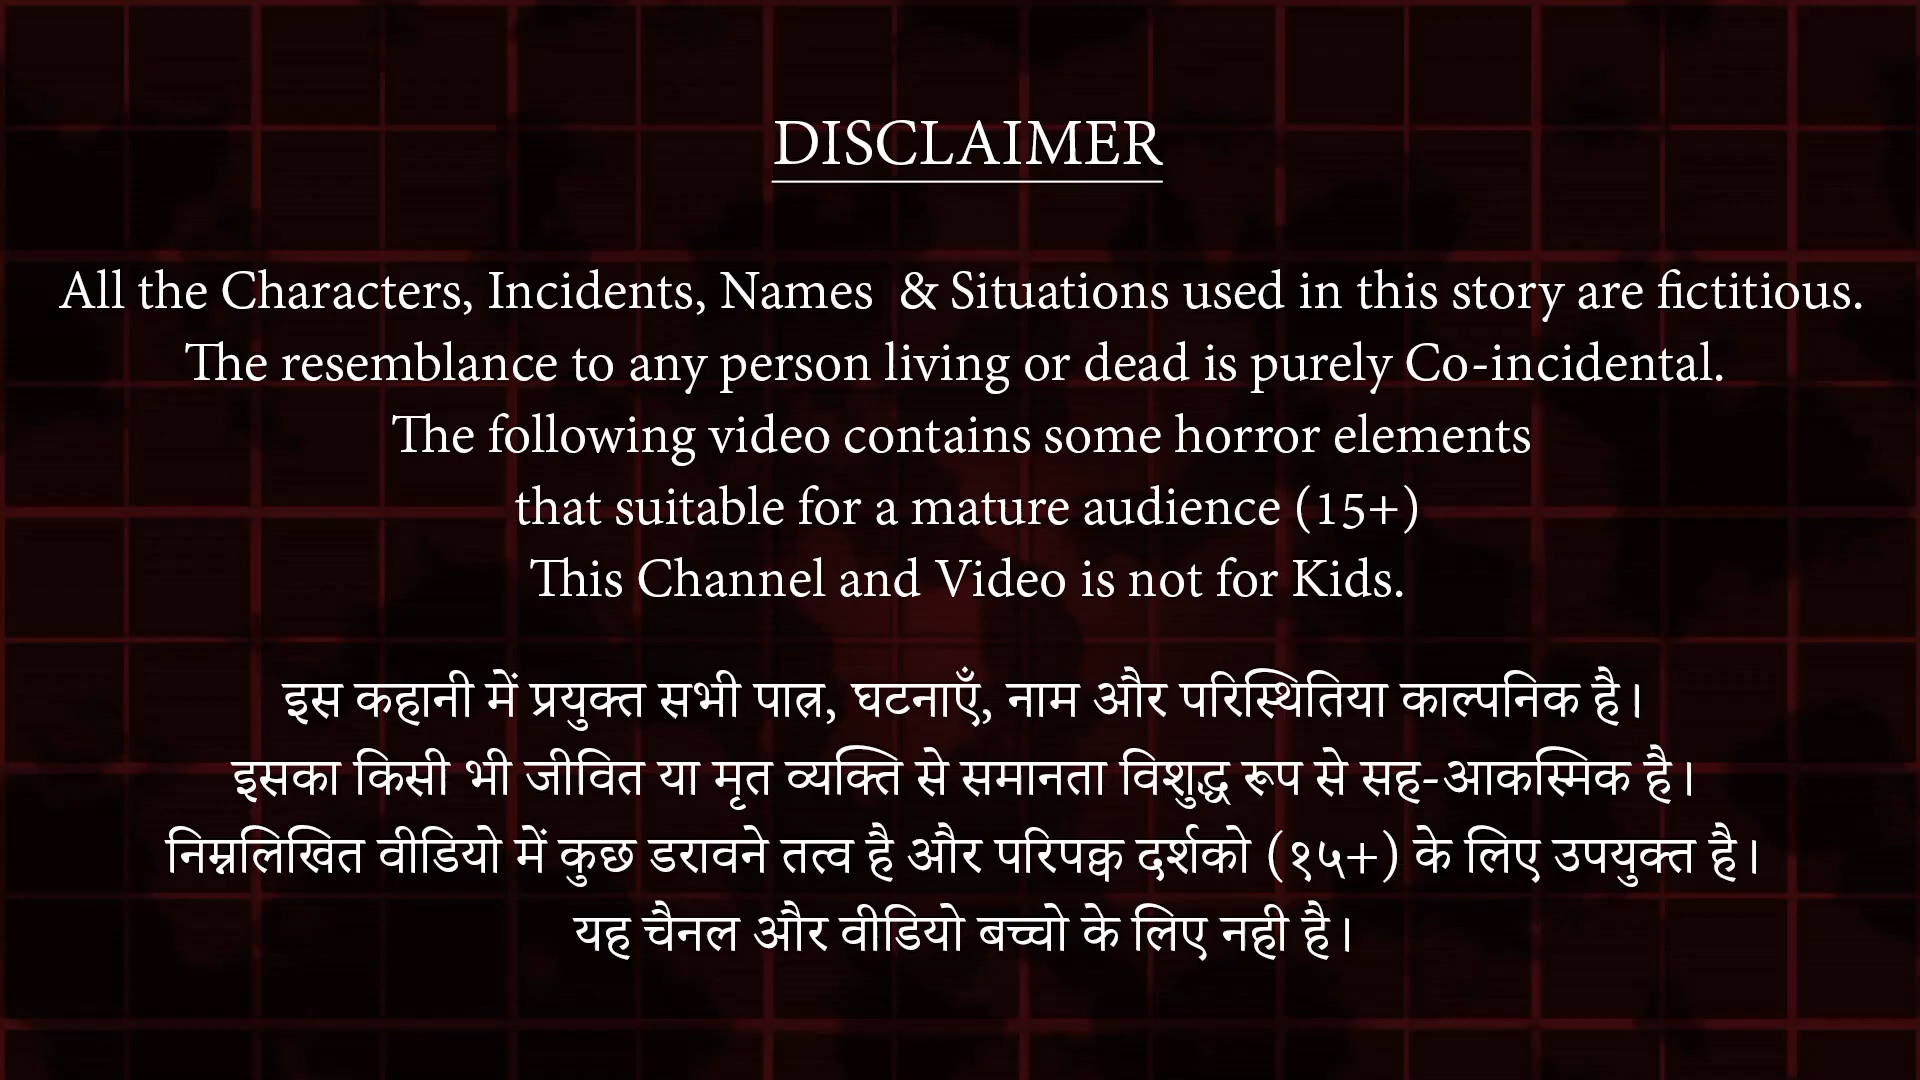 DISCLAIMER
All the Characters, Incidents, Names & Situations used in this story are fictitious.
The resemblance to any person living or dead is purely Co-incidental.
The following video contains some horror elements
that suitable for a mature audience (15+)
This Channel and Video is not for Kids.
इस कहानी में प्रयुक्त सभी पात्र, घटनाएँ, नाम और परिस्थितिया काल्पनिक है।
इसका किसी भी जीवित या मृत व्यक्ति से समानता विशुद्ध रूप से सह-आकस्मिक है।
निम्नलिखित वीडियो में कुछ डरावने तत्व है और परिपक्व दर्शको (१५+) के लिए उपयुक्त है।
यह चैनल और वीडियो बच्चो के लिए नही है।